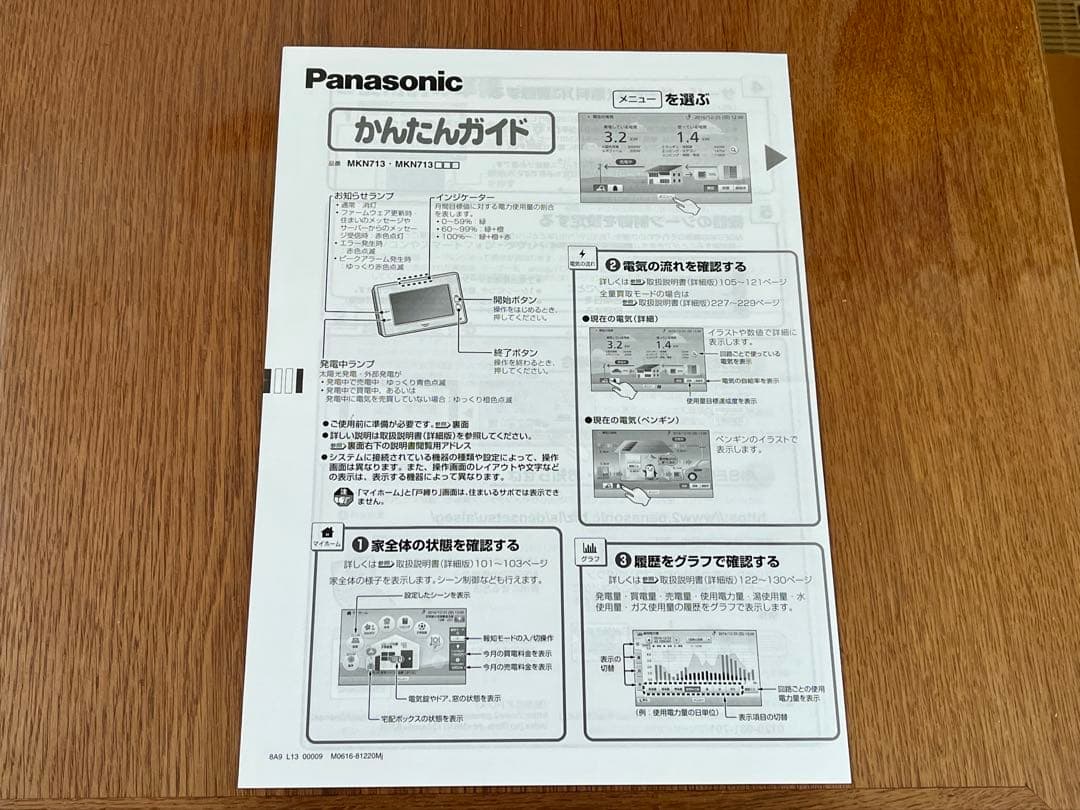 Panasonic
かんたんガイド
品番 MKN713・MKN713□□□
お知らせランプ
・通常：消灯
・ファームウェア更新時・
住まいのメッセージや
サーバーからのメッセー
ジ受信時：赤色点灯
・エラー発生時：
赤色点滅
・ピークアラーム発生時：
ゆっくり赤色点滅
インジケーター
月間目標値に対する電力使用量の割合
を表します。
・0～59%：緑
・60～99%：緑+橙
・100%～：緑+橙+赤
開始ボタン
操作をはじめるとき、
押してください。
終了ボタン
操作を終わるとき、
押してください。
発電中ランプ
太陽光発電・外部発電が
・発電中で売電中：ゆっくり青色点滅
・発電中で買電中、あるいは
発電中に電気を売買していない場合：ゆっくり橙色点滅
●ご使用前に準備が必要です。参照 裏面
●詳しい説明は取扱説明書（詳細版）を参照してください。
参照 裏面右下の説明書閲覧用アドレス
●システムに接続されている機器の種類や設定によって、操作
画面は異なります。また、操作画面のレイアウトや文字など
の表示は、表示する機器によって異なります。
「マイホーム」と「戸締り」画面は、住まいるサポでは表示でき
ません。
メニュー を選ぶ
3.2
1.4
売電中
メニュー
電気の流れ
❷電気の流れを確認する
詳しくは 参照 取扱説明書（詳細版）105～121ページ
全量買取モードの場合は
参照 取扱説明書（詳細版）227～229ページ
●現在の電気（詳細）
3.2
1.4
イラストや数値で詳細に
表示します。
回路ごとで使っている
電気を表示
電気の自給率を表示
使用量目標達成度を表示
●現在の電気（ペンギン）
ペンギンのイラストで
表示します。
マイホーム
❶家全体の状態を確認する
詳しくは 参照 取扱説明書（詳細版）101～103ページ
家全体の様子を表示します。シーン制御なども行えます。
設定したシーンを表示
報知モードの入/切操作
今月の買電料金を表示
今月の売電料金を表示
電気錠やドア、窓の状態を表示
宅配ボックスの状態を表示
グラフ
❸履歴をグラフで確認する
詳しくは 参照 取扱説明書（詳細版）122～130ページ
発電量・買電量・売電量・使用電力量・湯使用量・水
使用量・ガス使用量の履歴をグラフで表示します。
表示の
切替
回路ごとの使用
電力量を表示
（例：使用電力量の日単位）
表示項目の切替
8A9 L13 00009 M0616-81220Mj